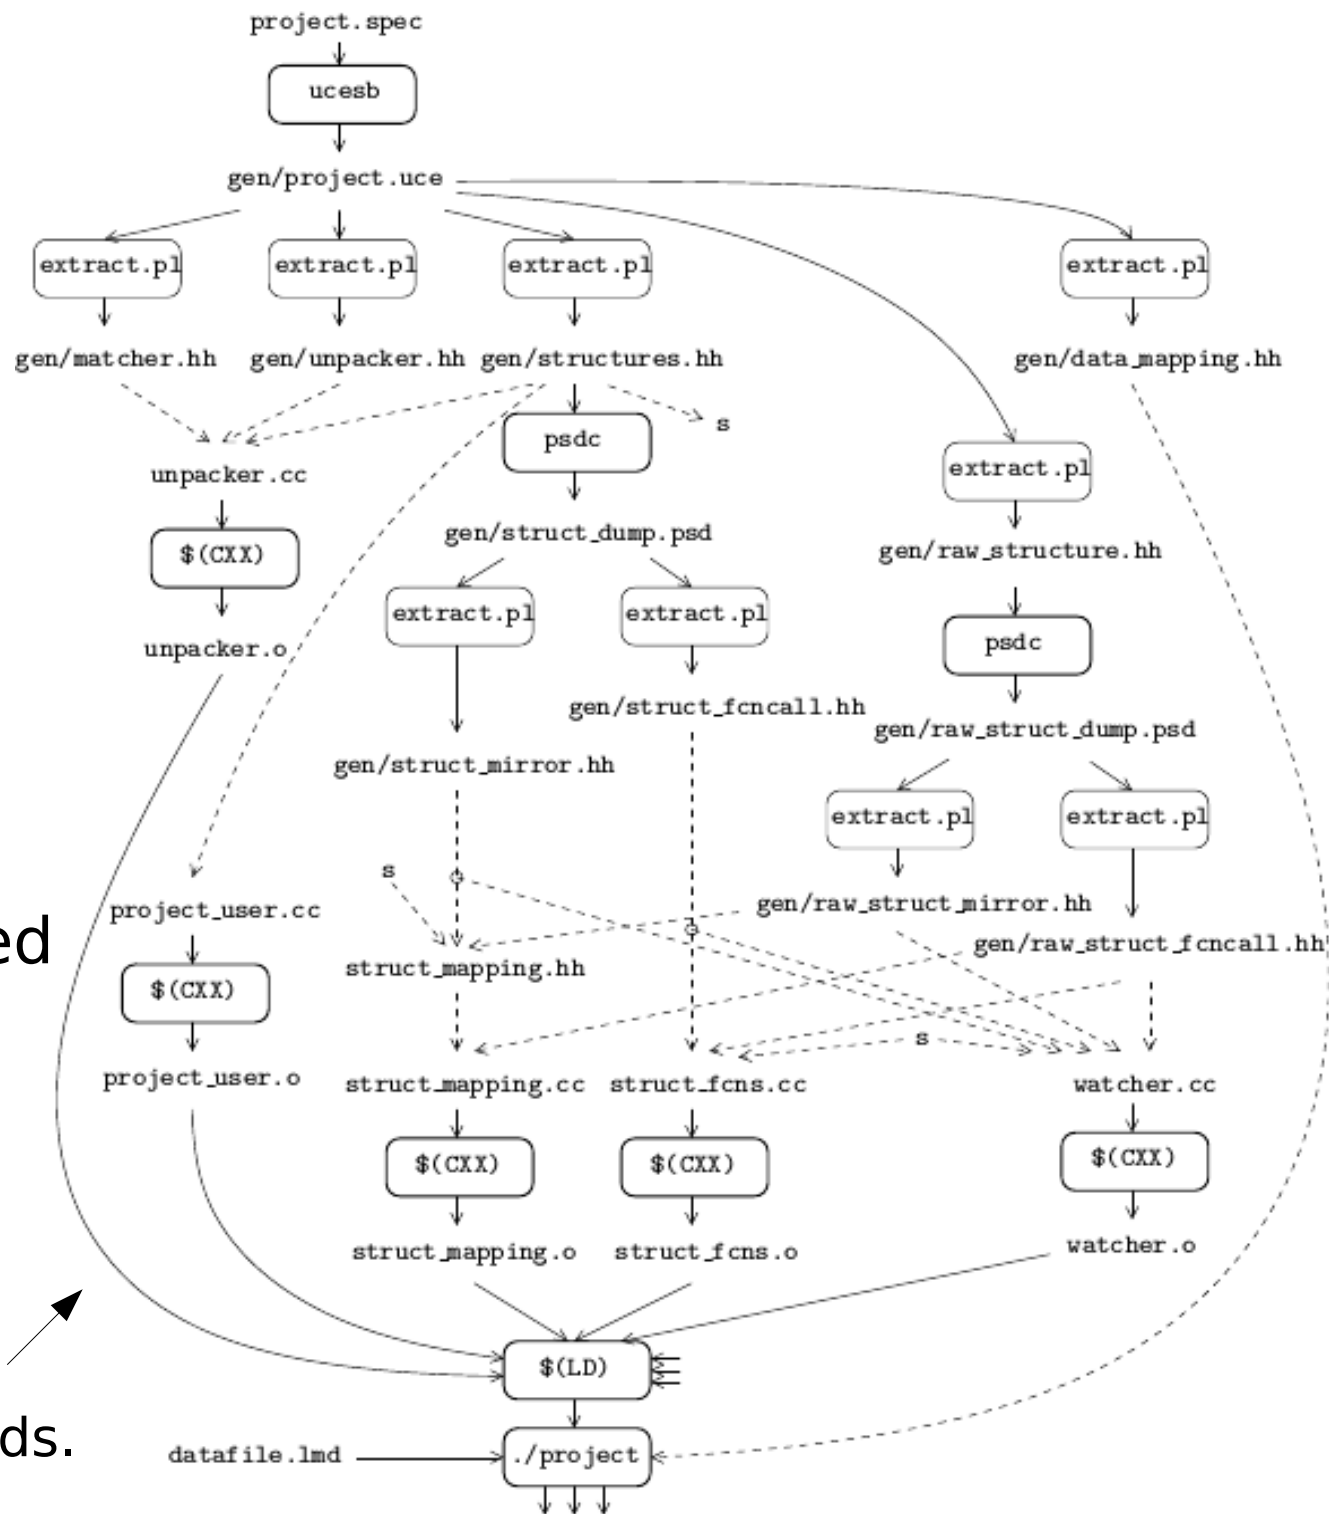 project.spec
ucesb
gen/project.uce
extract.pl extract.pl extract.pl extract.pl
gen/matcher.hh gen/unpacker.hh gen/structures.hh gen/data_mapping.hh
s
psdc
extract.pl
unpacker.cc
gen/struct_dump.psd
$(CXX)
gen/raw_structure.hh
extract.pl extract.pl
psdc
unpacker.o
gen/struct_fcncall.hh
gen/raw_struct_dump.psd
gen/struct_mirror.hh
extract.pl extract.pl
s
gen/raw_struct_mirror.hh
project_user.cc
ed
gen/raw_struct_fcncall.hh
struct_mapping.hh
$(CXX)
s
project_user.o
struct_mapping.cc struct_fcns.cc watcher.cc
$(CXX) $(CXX) $(CXX)
struct_mapping.o struct_fcns.o watcher.o
$(LD)
ds.
datafile.lmd ./project